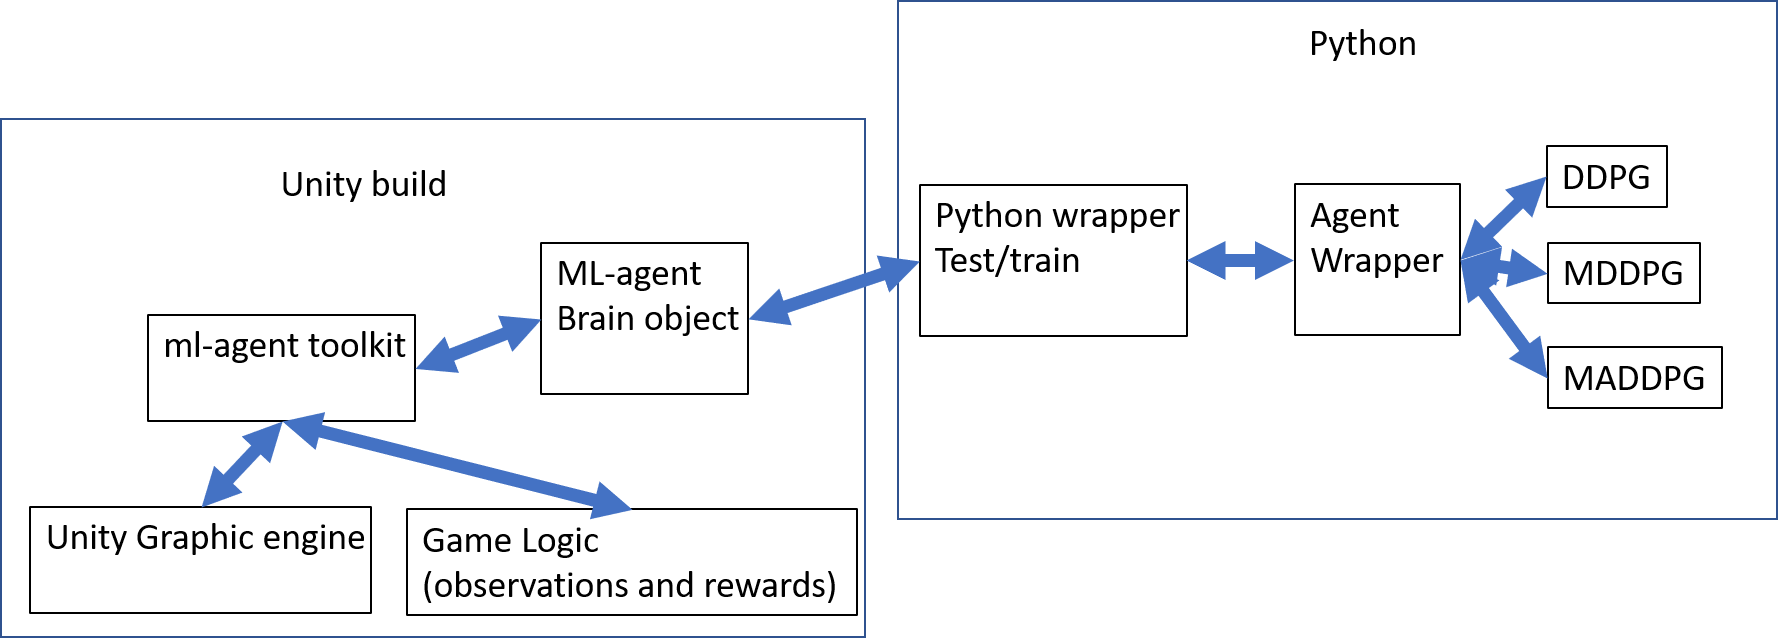 Python
Unity build
DDPG
Python wrapper
Test/train
Agent
Wrapper
MDDPG
ML-agent
Brain object
ml-agent toolkit
MADDPG
Unity Graphic engine
Game Logic
(observations and rewards)